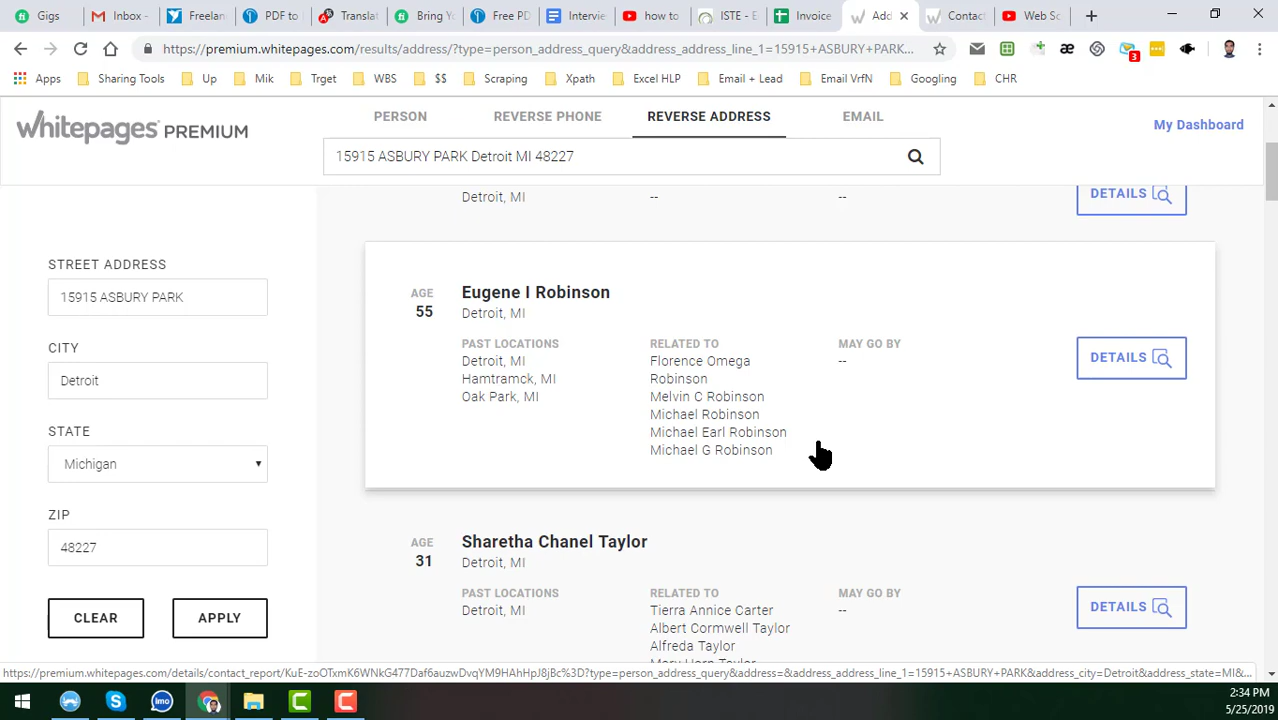 Gigs
Inbox -
Freelan
PDF to
Translat
Bring Y
Free PD
Intervie
how to
ISTE - E
Invoice
Add
Contact
Web Sc
https://premium.whitepages.com/results/address/?type=person_address_query&address_address_line_1=15915+ASBURY+PARK...
3
Apps
Sharing Tools
Up
Mik
Trget
WBS
$$
Scraping
Xpath
Excel HLP
Email + Lead
Email VrfN
Googling
CHR
whitepages PREMIUM
PERSON
REVERSE PHONE
REVERSE ADDRESS
EMAIL
My Dashboard
15915 ASBURY PARK Detroit MI 48227
Detroit, MI
--
--
DETAILS
STREET ADDRESS
15915 ASBURY PARK
CITY
Detroit
STATE
Michigan
ZIP
48227
CLEAR
APPLY
AGE
55
Eugene I Robinson
Detroit, MI
PAST LOCATIONS
Detroit, MI
Hamtramck, MI
Oak Park, MI
RELATED TO
Florence Omega
Robinson
Melvin C Robinson
Michael Robinson
Michael Earl Robinson
Michael G Robinson
MAY GO BY
--
DETAILS
AGE
31
Sharetha Chanel Taylor
Detroit, MI
PAST LOCATIONS
Detroit, MI
RELATED TO
Tierra Annice Carter
Albert Cormwell Taylor
Alfreda Taylor
Mary Horn Taylor
MAY GO BY
--
DETAILS
https://premium.whitepages.com/details/contact_report/KuE-zoOTxmK6WNkG477Daf6auzwDvqYM9HAhHpJ8jBc%3D?type=person_address_query&address=&address_address_line_1=15915+ASBURY+PARK&address_city=Detroit&address_state=MI&...
imo
2:34 PM
5/25/2019